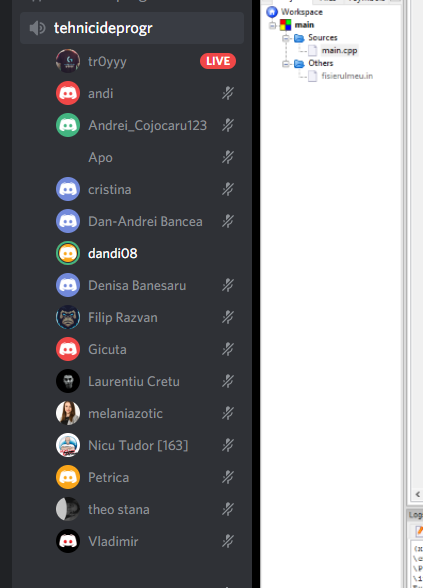 tehnicideprogr
tr0yyy
LIVE
andi
Andrei_Cojocaru123
Apo
cristina
Dan-Andrei Bancea
dandi08
Denisa Banesaru
Filip Razvan
Gicuta
Laurentiu Cretu
melaniazotic
Nicu Tudor [163]
Petrica
theo stana
Vladimir
Workspace
main
Sources
main.cpp
Others
fisierulmeu.in